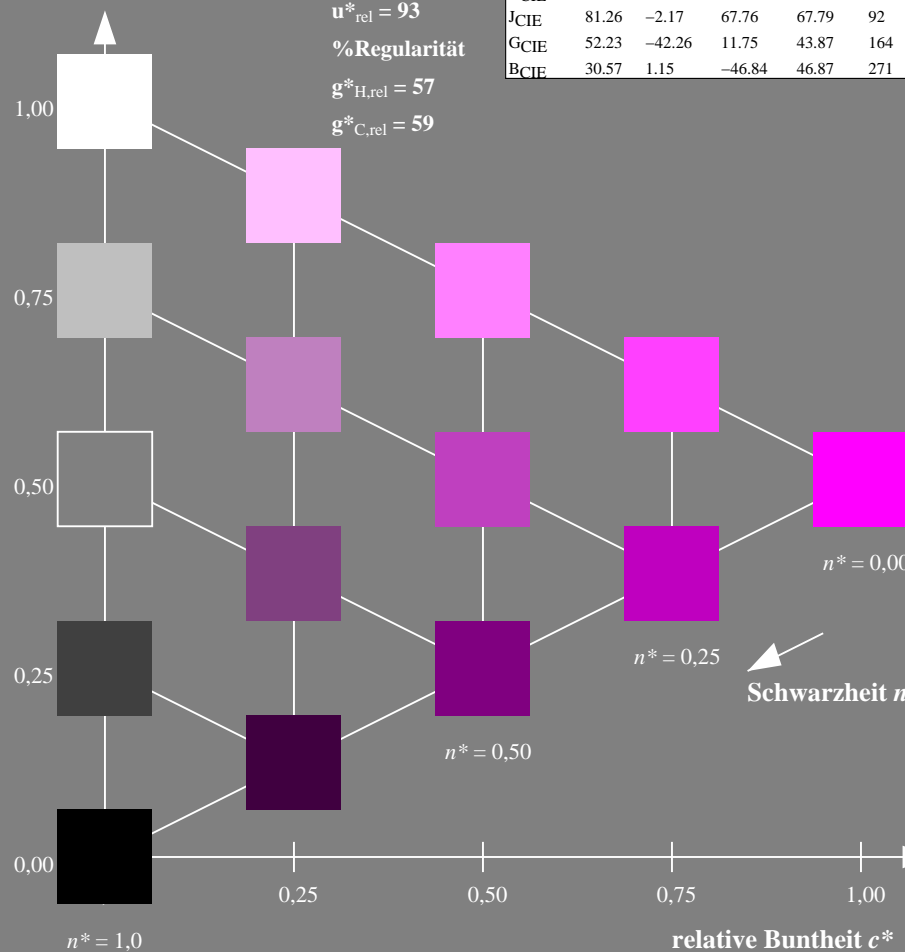 u*rel = 93
%Regularität
g*H,rel = 57
g*C,rel = 59
JCIE 81.26 −2.17 67.76 67.79 92
GCIE 52.23 −42.26 11.75 43.87 164
BCIE 30.57 1.15 −46.84 46.87 271
1,00
0,75
0,50
0,25
0,00
n* = 0,00
n* = 0,25
Schwarzheit n
n* = 0,50
0,25 0,50 0,75 1,00
n* = 1,0
relative Buntheit c*